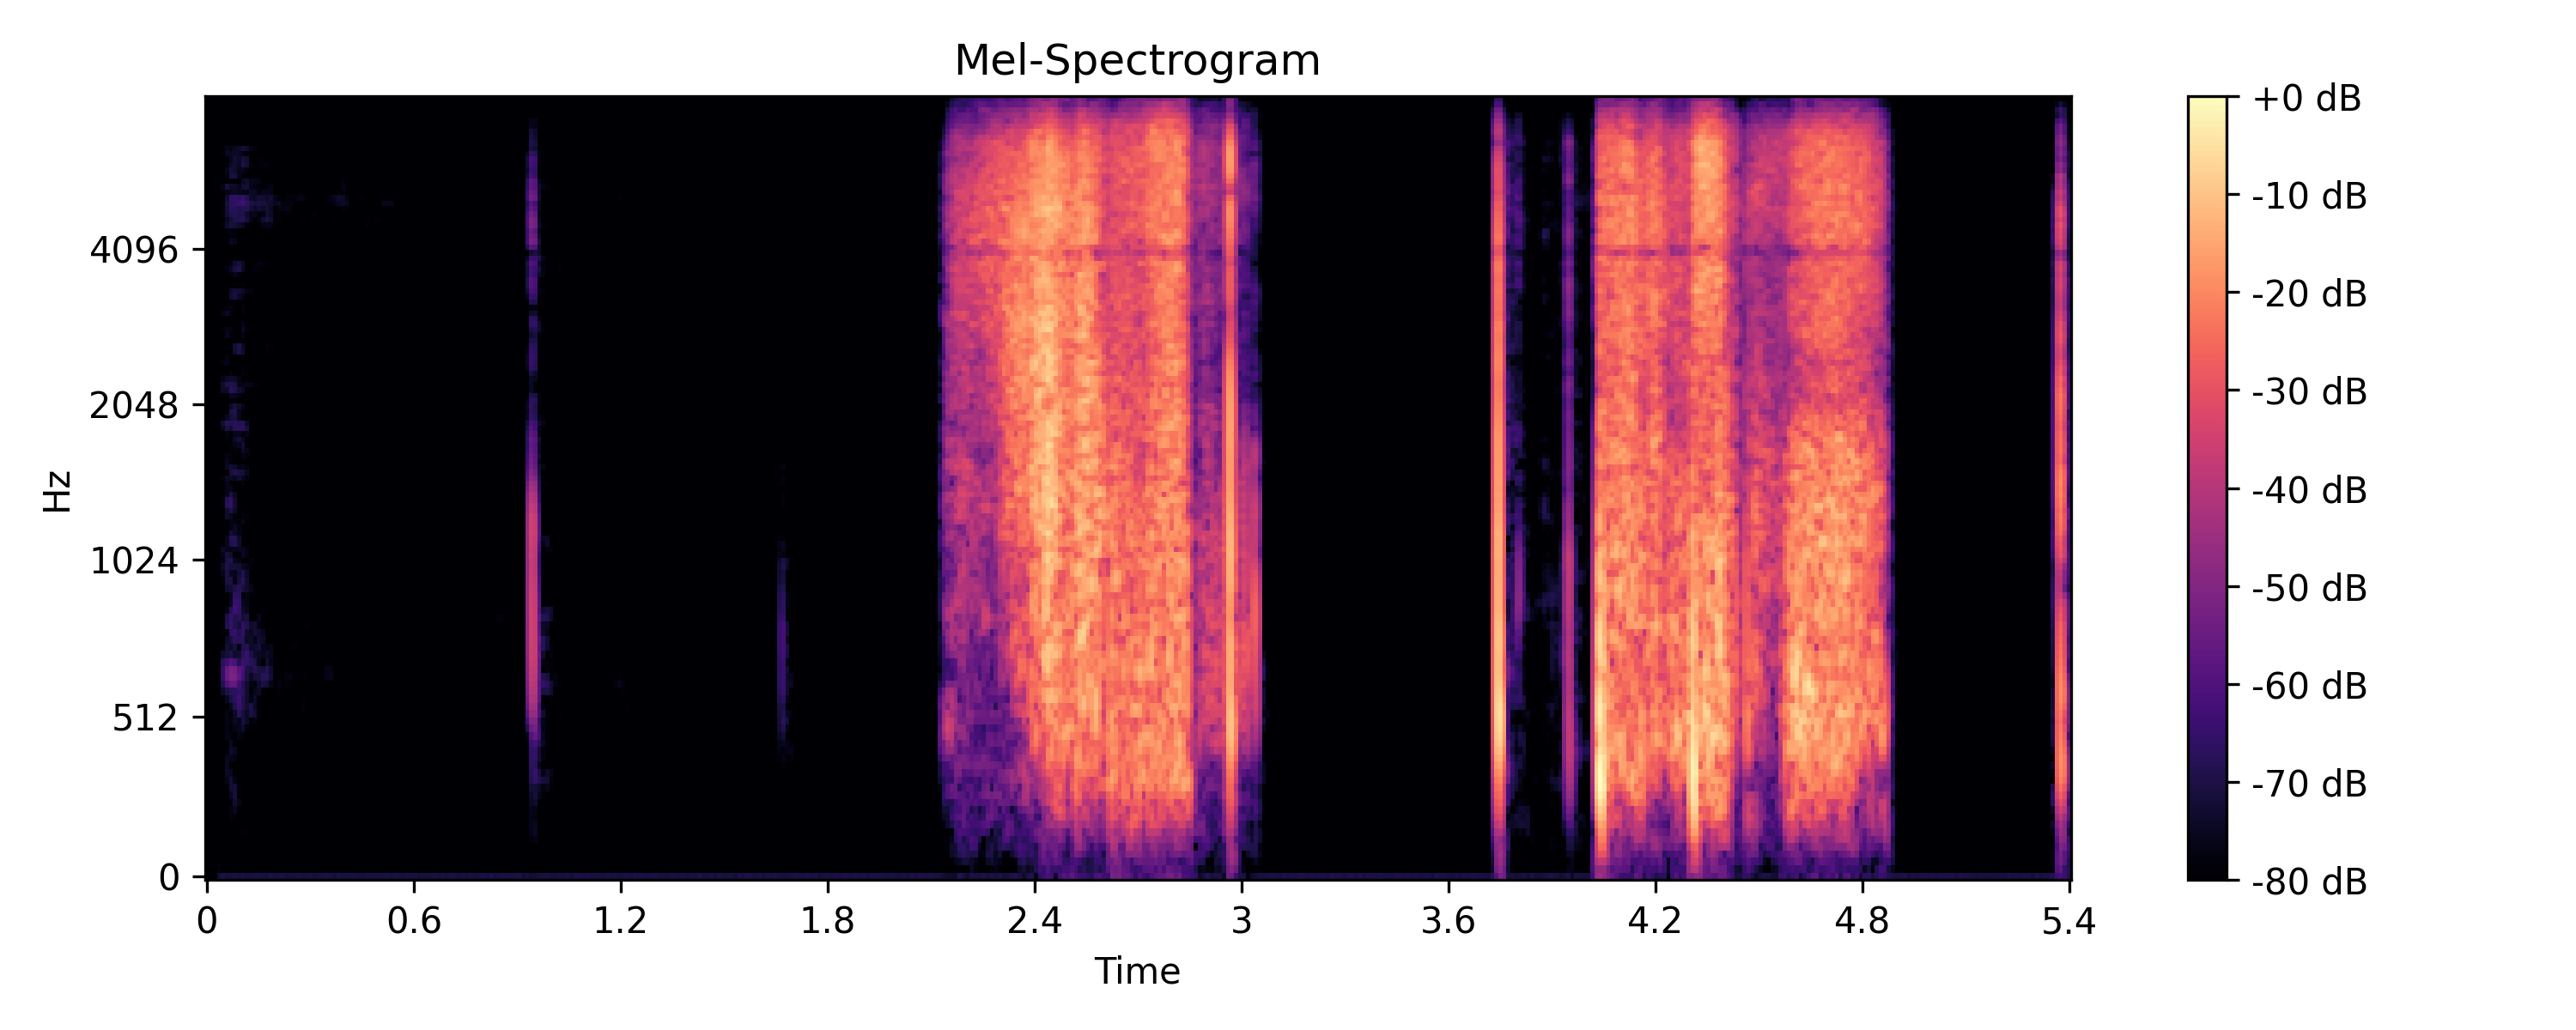 Mel-Spectrogram
+0 dB
-10 dB
-20 dB
-30 dB
-40 dB
-50 dB
-60 dB
-70 dB
-80 dB
Hz
4096
2048
1024
512
0
0 0.6 1.2 1.8 2.4 3 3.6 4.2 4.8 5.4
Time